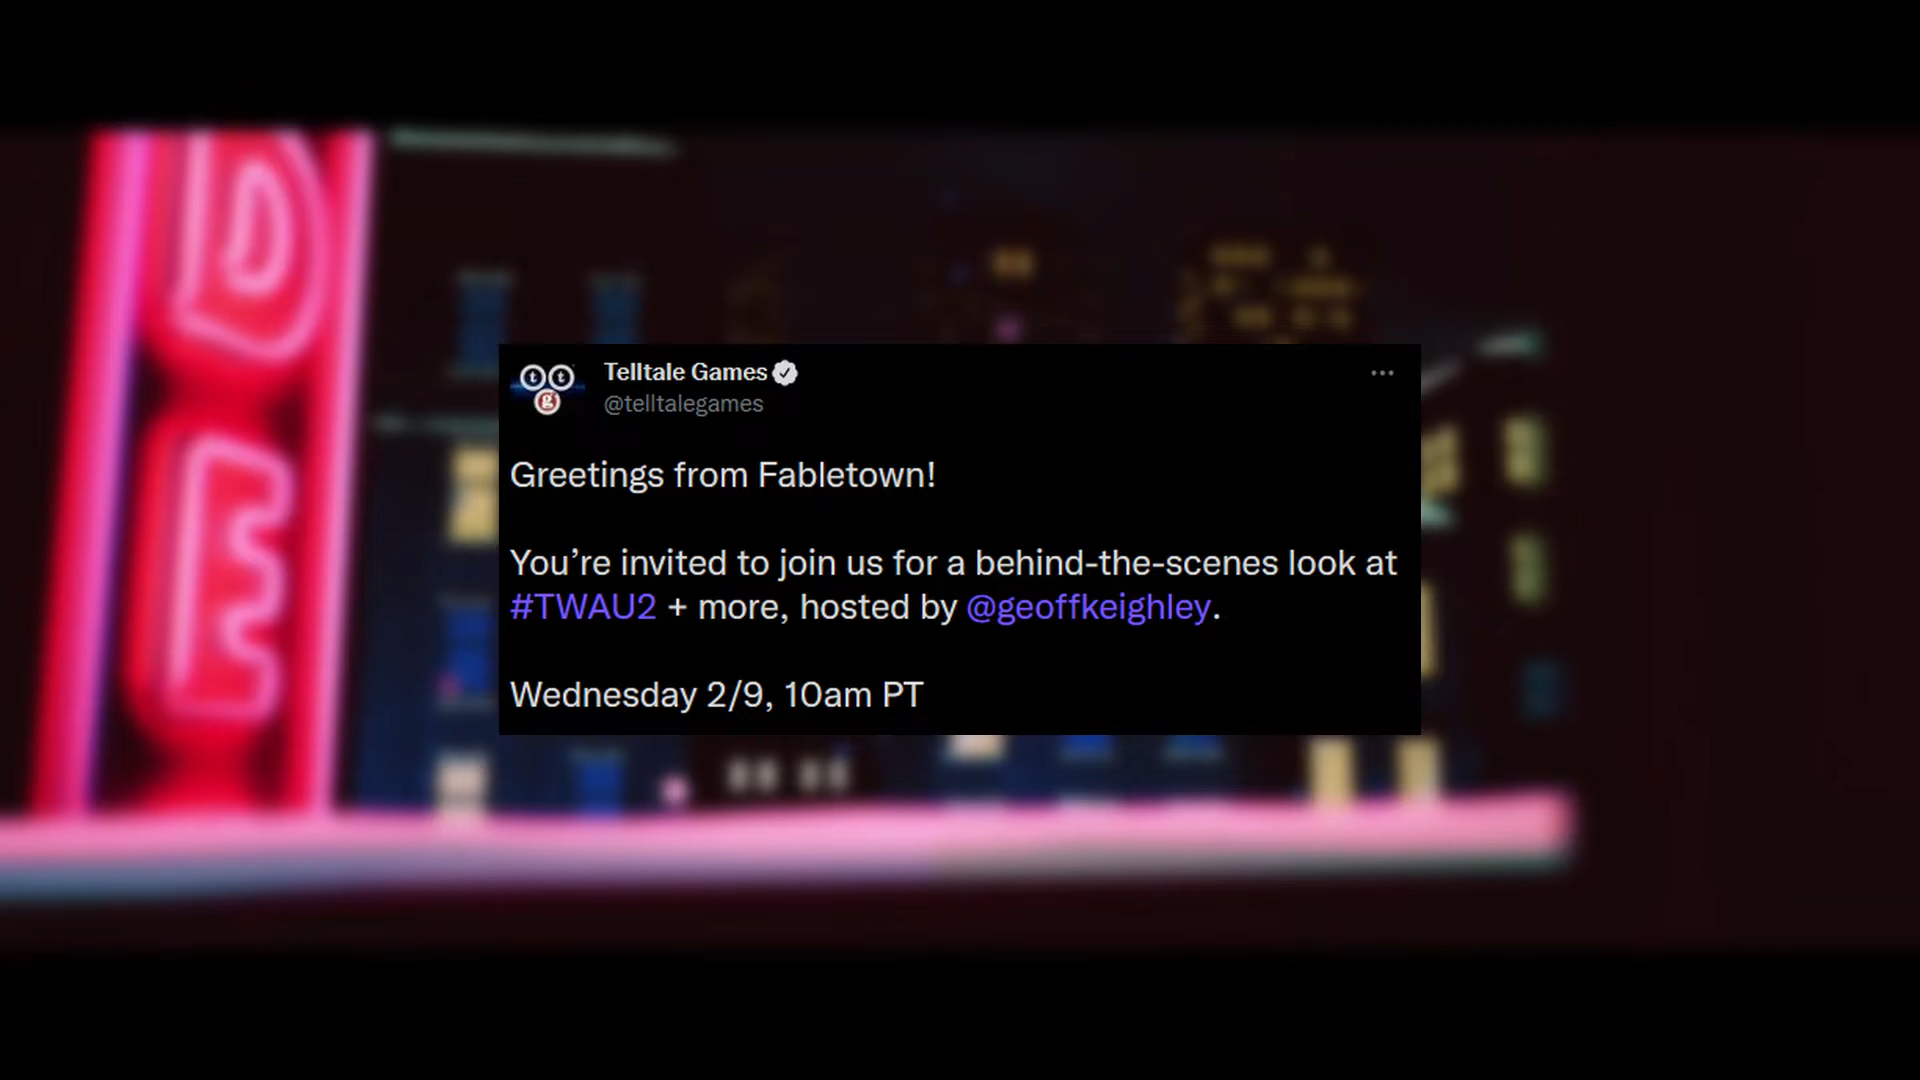 DE
t t
g
Telltale Games
@telltalegames
Greetings from Fabletown!
You’re invited to join us for a behind-the-scenes look at
#TWAU2 + more, hosted by @geoffkeighley.
Wednesday 2/9, 10am PT